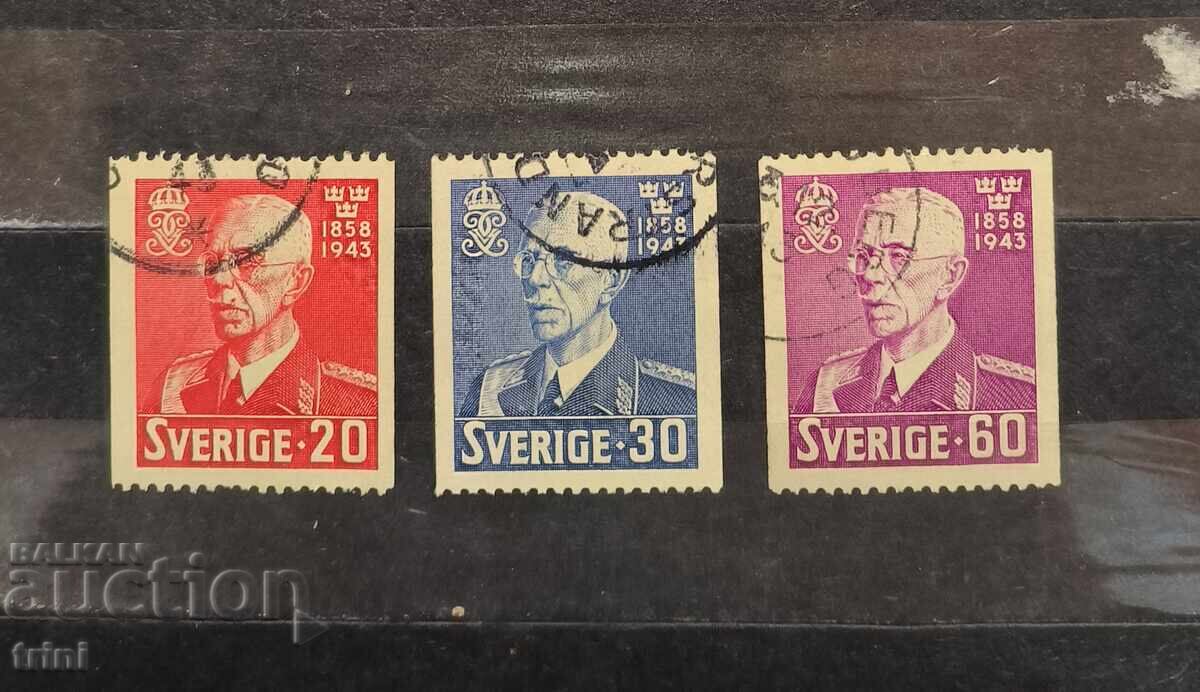 1858
1943
SVERIGE·20
1858
1943
SVERIGE·30
1858
1943
SVERIGE·60
BALKAN
auction
trini